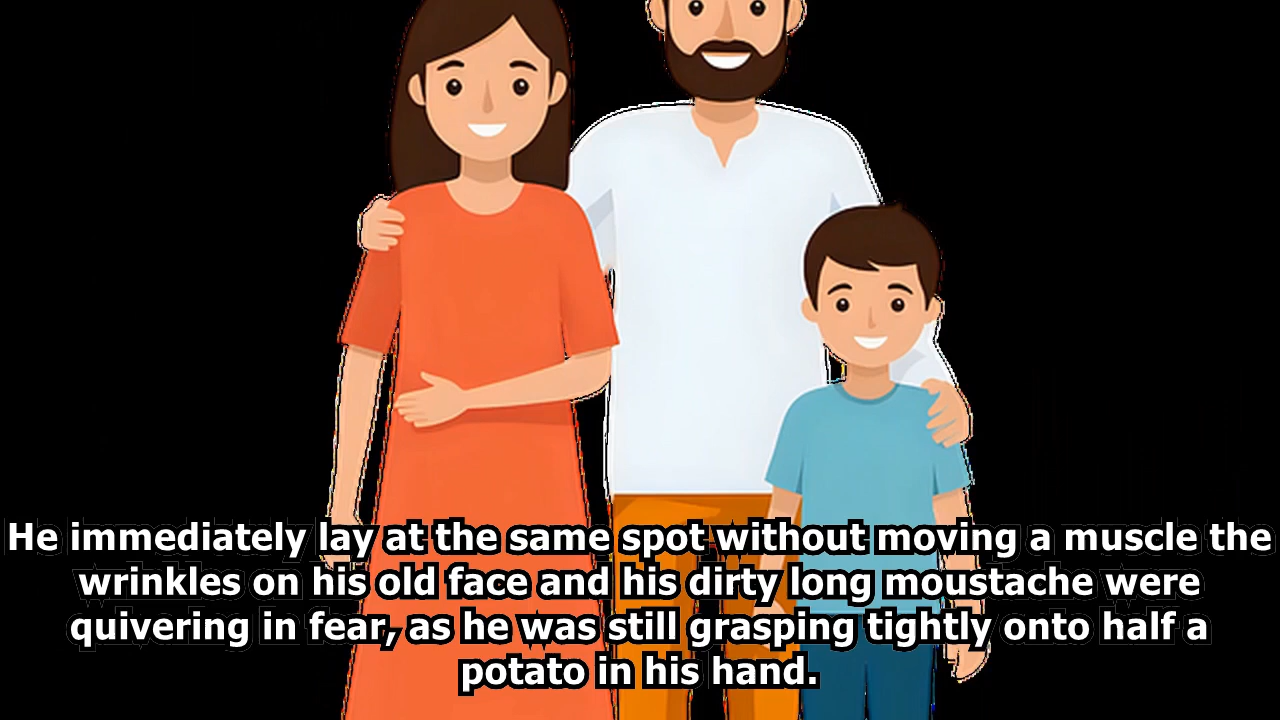 He immediately lay at the same spot without moving a muscle the
wrinkles on his old face and his dirty long moustache were
quivering in fear, as he was still grasping tightly onto half a
potato in his hand.